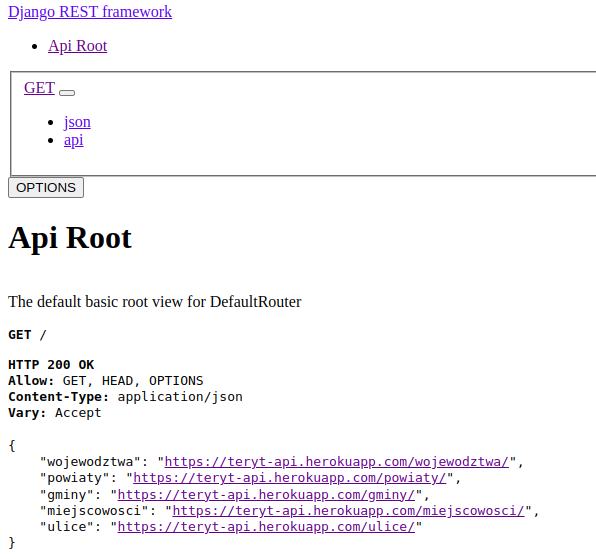 Django REST framework
Api Root
GET
json
api
OPTIONS
Api Root
The default basic root view for DefaultRouter
GET /
HTTP 200 OK
Allow: GET, HEAD, OPTIONS
Content-Type: application/json
Vary: Accept
{
    "wojewodztwa": "https://teryt-api.herokuapp.com/wojewodztwa/",
    "powiaty": "https://teryt-api.herokuapp.com/powiaty/",
    "gminy": "https://teryt-api.herokuapp.com/gminy/",
    "miejscowosci": "https://teryt-api.herokuapp.com/miejscowosci/",
    "ulice": "https://teryt-api.herokuapp.com/ulice/"
}